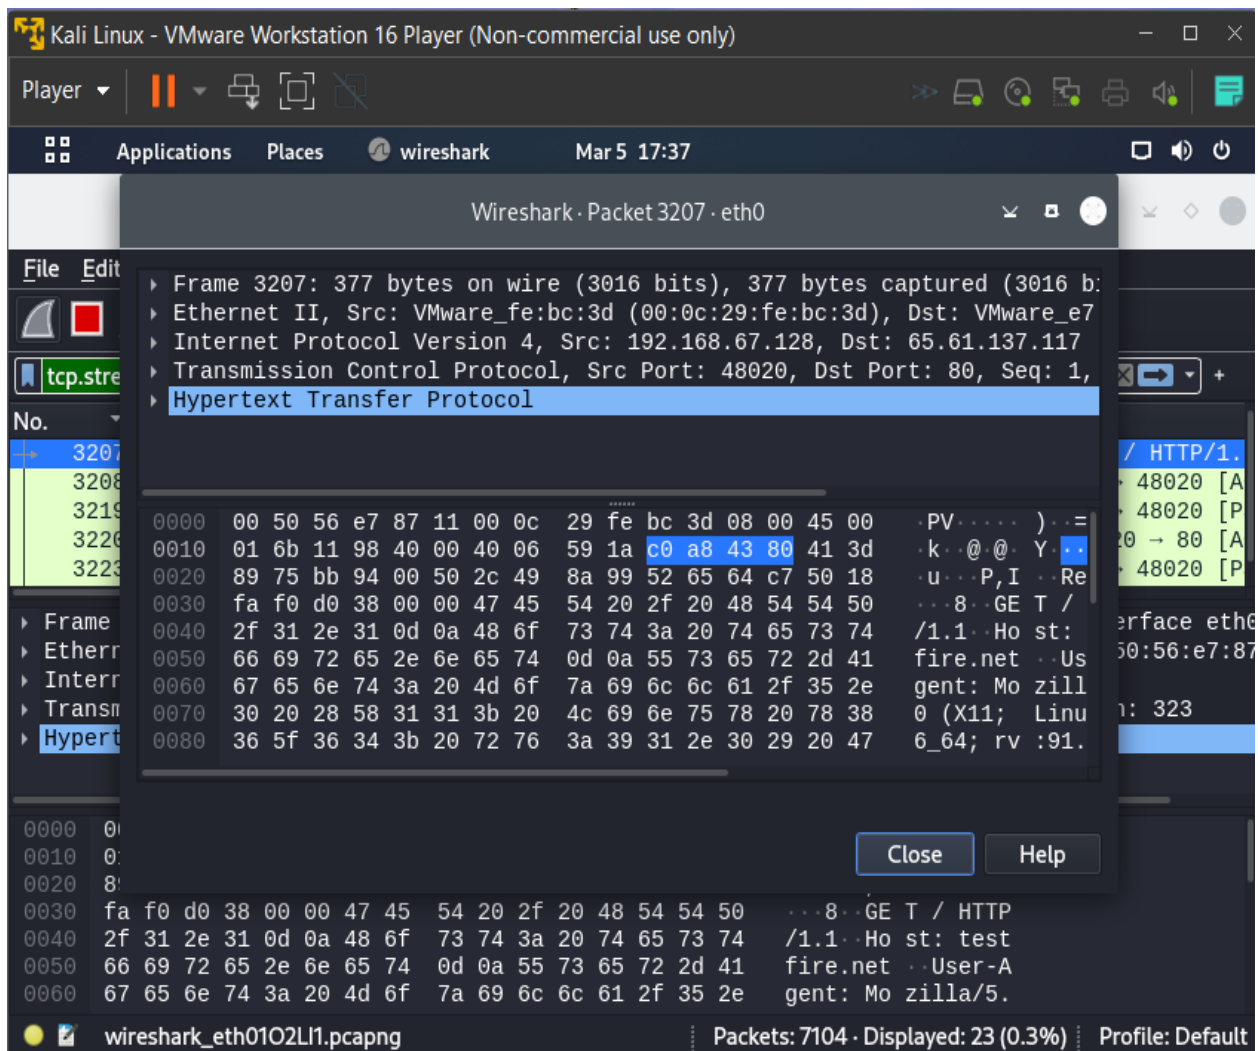 Kali Linux - VMware Workstation 16 Player (Non-commercial use only)
Player
Applications Places wireshark Mar 5 17:37
Wireshark · Packet 3207 · eth0
File Edit
Frame 3207: 377 bytes on wire (3016 bits), 377 bytes captured (3016 bi
Ethernet II, Src: VMware_fe:bc:3d (00:0c:29:fe:bc:3d), Dst: VMware_e7
Internet Protocol Version 4, Src: 192.168.67.128, Dst: 65.61.137.117
Transmission Control Protocol, Src Port: 48020, Dst Port: 80, Seq: 1,
Hypertext Transfer Protocol
tcp.stre +
No.
3207 / HTTP/1.
3208 → 48020 [A
3219 → 48020 [P
3220 20 → 80 [A
3223 → 48020 [P
0000 00 50 56 e7 87 11 00 0c 29 fe bc 3d 08 00 45 00 ·PV····· )··=
0010 01 6b 11 98 40 00 40 06 59 1a c0 a8 43 80 41 3d ·k··@·@· Y···
0020 89 75 bb 94 00 50 2c 49 8a 99 52 65 64 c7 50 18 ·u···P,I ··Re
0030 fa f0 d0 38 00 00 47 45 54 20 2f 20 48 54 54 50 ···8··GE T /
0040 2f 31 2e 31 0d 0a 48 6f 73 74 3a 20 74 65 73 74 /1.1··Ho st:
0050 66 69 72 65 2e 6e 65 74 0d 0a 55 73 65 72 2d 41 fire.net ··Us
0060 67 65 6e 74 3a 20 4d 6f 7a 69 6c 6c 61 2f 35 2e gent: Mo zill
0070 30 20 28 58 31 31 3b 20 4c 69 6e 75 78 20 78 38 0 (X11; Linu
0080 36 5f 36 34 3b 20 72 76 3a 39 31 2e 30 29 20 47 6_64; rv :91.
Frame erface eth0
Ethern 50:56:e7:87
Intern
Transm n: 323
Hypert
Close Help
0000 00
0010 01
0020 89
0030 fa f0 d0 38 00 00 47 45 54 20 2f 20 48 54 54 50 ···8··GE T / HTTP
0040 2f 31 2e 31 0d 0a 48 6f 73 74 3a 20 74 65 73 74 /1.1··Ho st: test
0050 66 69 72 65 2e 6e 65 74 0d 0a 55 73 65 72 2d 41 fire.net ··User-A
0060 67 65 6e 74 3a 20 4d 6f 7a 69 6c 6c 61 2f 35 2e gent: Mo zilla/5.
Packets: 7104 · Displayed: 23 (0.3%) Profile: Default